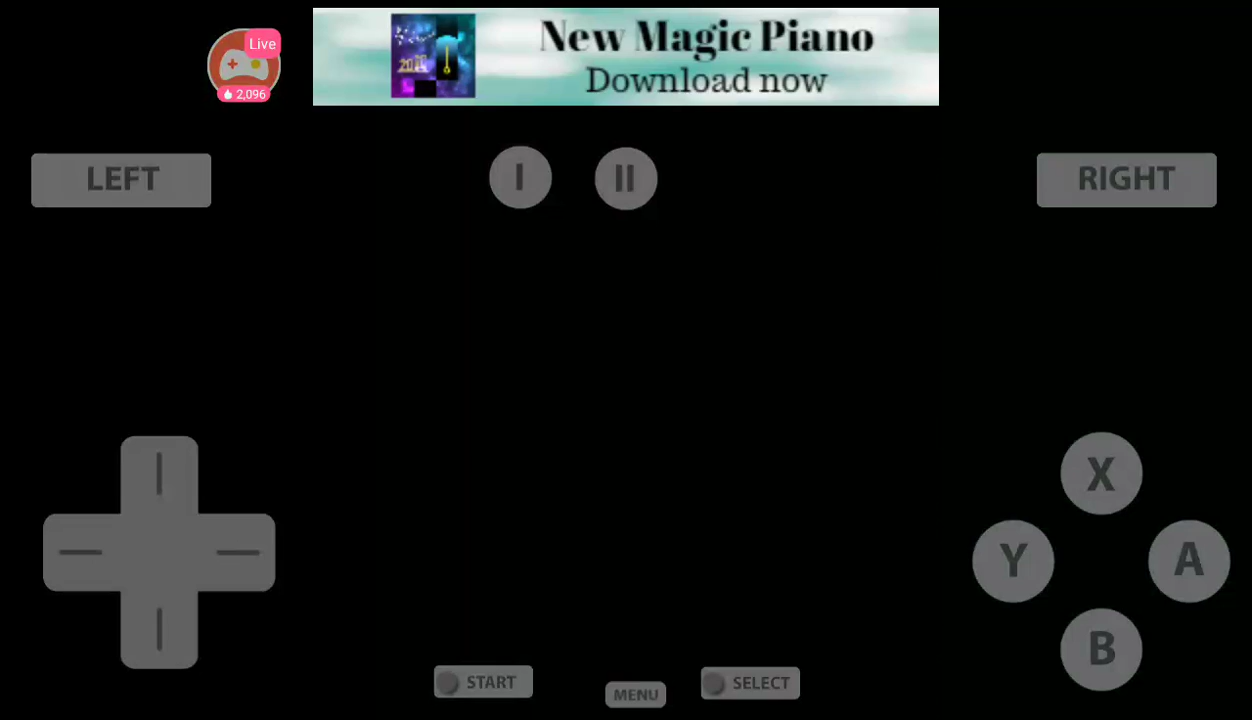 Live
2,096
New Magic Piano
Download now
LEFT
I
II
RIGHT
X
Y
A
B
START
MENU
SELECT